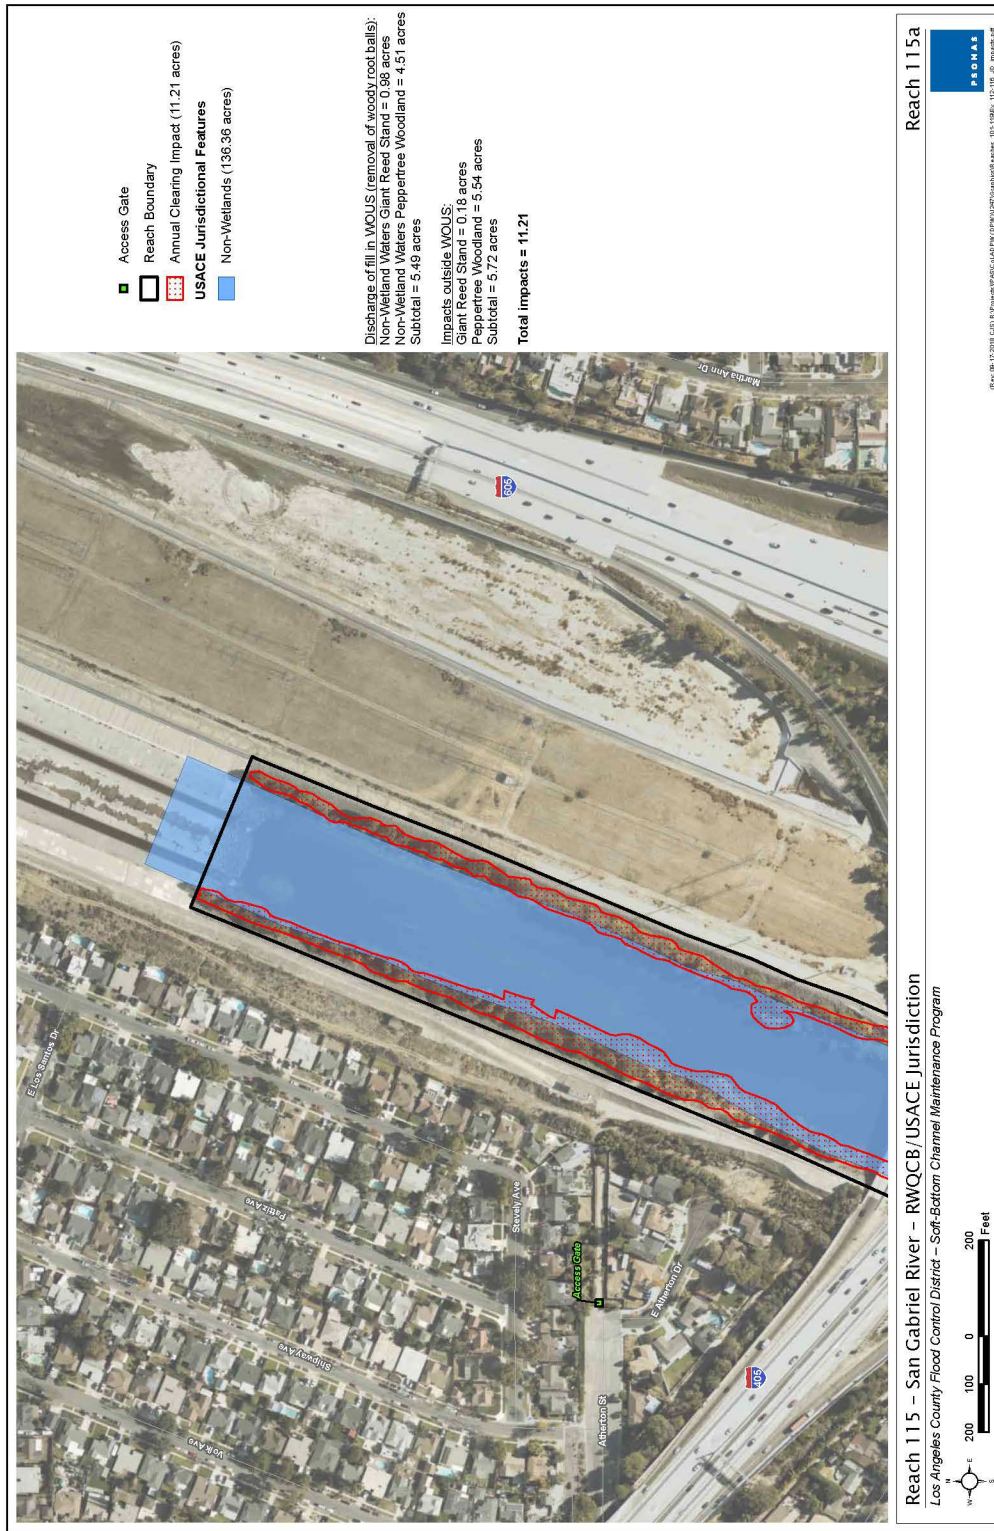 Access Gate
Reach Boundary
Annual Clearing Impact (11.21 acres)
USACE Jurisdictional Features
Non-Wetlands (136.36 acres)
Discharge of fill in WOUS (removal of woody root balls):
Non-Wetland Waters Giant Reed Stand = 0.98 acres
Non-Wetland Waters Peppertree Woodland = 4.51 acres
Subtotal = 5.49 acres
Impacts outside WOUS:
Giant Reed Stand = 0.18 acres
Peppertree Woodland = 5.54 acres
Subtotal = 5.72 acres
Total impacts = 11.21
E Los Santos Dr
Pattiz Ave
Shipway Ave
Volk Ave
Stevely Ave
Access Gate
E Atherton Dr
Atherton St
405
605
Martha Ann Dr
Reach 115 – San Gabriel River – RWQCB/USACE Jurisdiction
Reach 115a
Los Angeles County Flood Control District – Soft-Bottom Channel Maintenance Program
N
W
E
S
200
100
0
200
Feet
PSOMAS